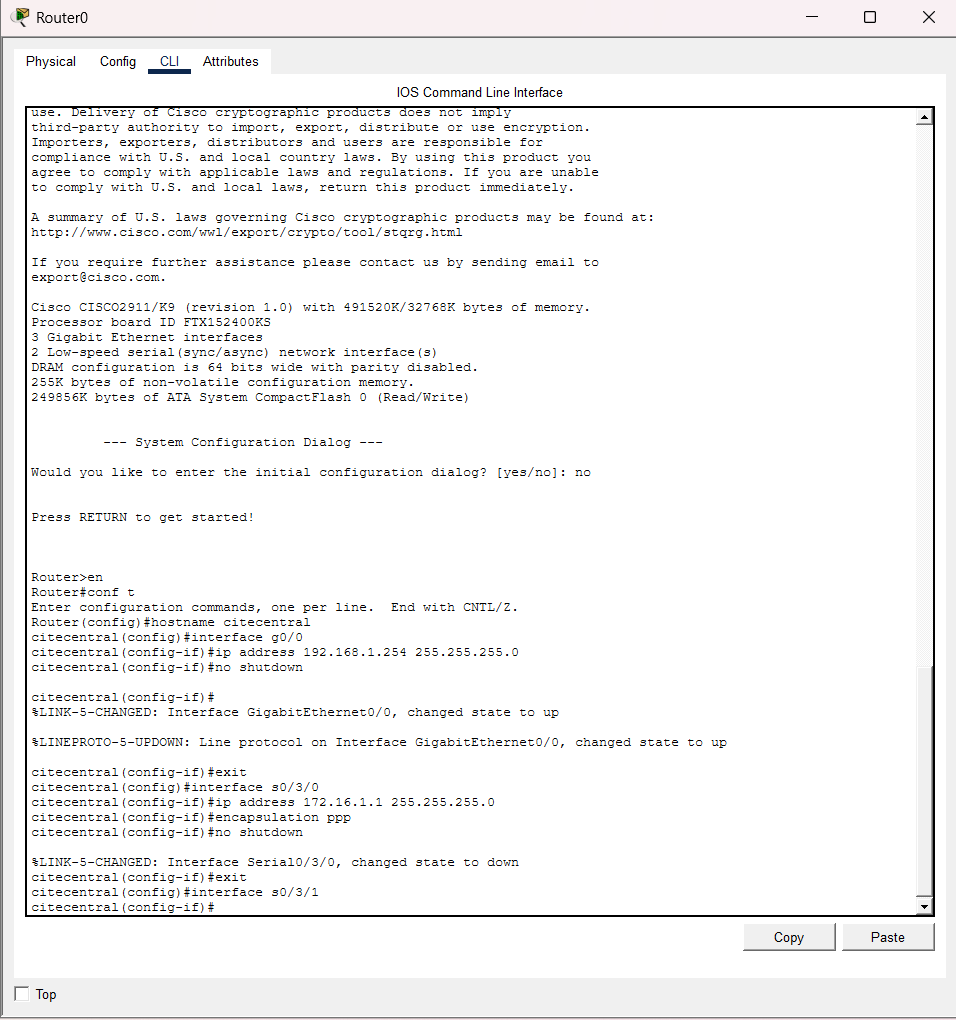 Router0
Physical Config CLI Attributes
IOS Command Line Interface
use. Delivery of Cisco cryptographic products does not imply
third-party authority to import, export, distribute or use encryption.
Importers, exporters, distributors and users are responsible for
compliance with U.S. and local country laws. By using this product you
agree to comply with applicable laws and regulations. If you are unable
to comply with U.S. and local laws, return this product immediately.
A summary of U.S. laws governing Cisco cryptographic products may be found at:
http://www.cisco.com/wwl/export/crypto/tool/stqrg.html
If you require further assistance please contact us by sending email to
export@cisco.com.
Cisco CISCO2911/K9 (revision 1.0) with 491520K/32768K bytes of memory.
Processor board ID FTX152400KS
3 Gigabit Ethernet interfaces
2 Low-speed serial(sync/async) network interface(s)
DRAM configuration is 64 bits wide with parity disabled.
255K bytes of non-volatile configuration memory.
249856K bytes of ATA System CompactFlash 0 (Read/Write)
--- System Configuration Dialog ---
Would you like to enter the initial configuration dialog? [yes/no]: no
Press RETURN to get started!
Router>en
Router#conf t
Enter configuration commands, one per line.  End with CNTL/Z.
Router(config)#hostname citecentral
citecentral(config)#interface g0/0
citecentral(config-if)#ip address 192.168.1.254 255.255.255.0
citecentral(config-if)#no shutdown
citecentral(config-if)#
%LINK-5-CHANGED: Interface GigabitEthernet0/0, changed state to up
%LINEPROTO-5-UPDOWN: Line protocol on Interface GigabitEthernet0/0, changed state to up
citecentral(config-if)#exit
citecentral(config)#interface s0/3/0
citecentral(config-if)#ip address 172.16.1.1 255.255.255.0
citecentral(config-if)#encapsulation ppp
citecentral(config-if)#no shutdown
%LINK-5-CHANGED: Interface Serial0/3/0, changed state to down
citecentral(config-if)#exit
citecentral(config)#interface s0/3/1
citecentral(config-if)#
Copy Paste
Top